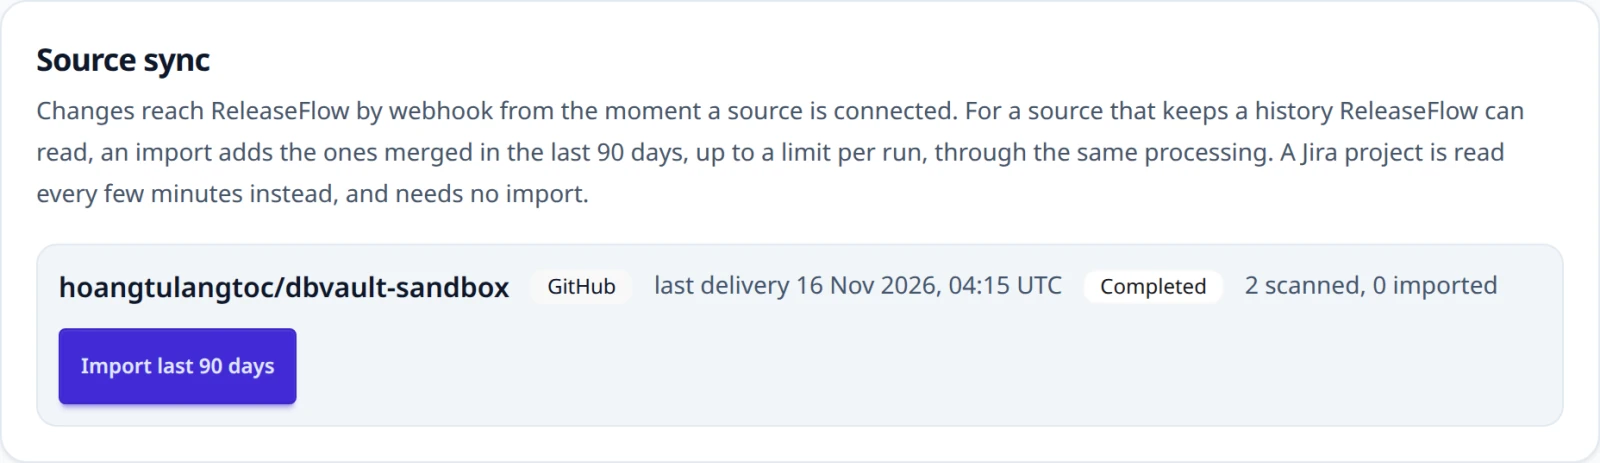 Source sync
Changes reach ReleaseFlow by webhook from the moment a source is connected. For a source that keeps a history ReleaseFlow can
read, an import adds the ones merged in the last 90 days, up to a limit per run, through the same processing. A Jira project is read
every few minutes instead, and needs no import.
hoangtulangtoc/dbvault-sandbox GitHub last delivery 16 Nov 2026, 04:15 UTC Completed 2 scanned, 0 imported
Import last 90 days